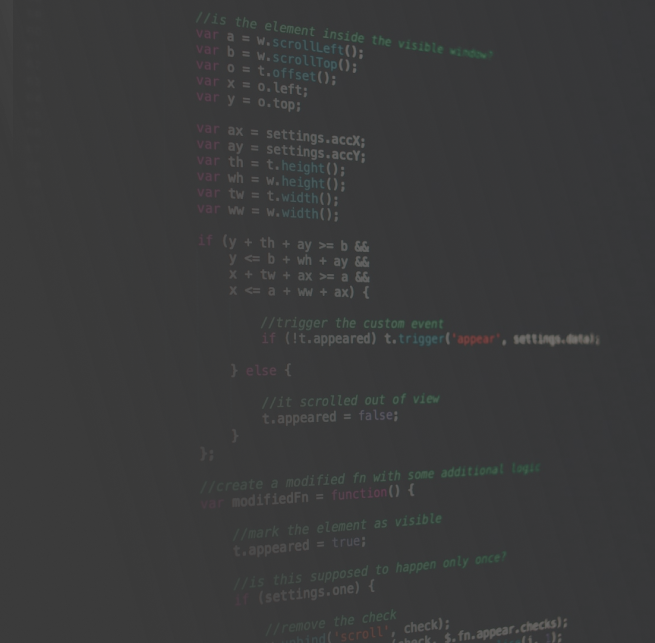 //is the element inside the visible window?
var a = w.scrollLeft();
var b = w.scrollTop();
var o = t.offset();
var x = o.left;
var y = o.top;
var ax = settings.accX;
var ay = settings.accY;
var th = t.height();
var wh = w.height();
var tw = t.width();
var ww = w.width();
if (y + th + ay >= b &&
y <= b + wh + ay &&
x + tw + ax >= a &&
x <= a + ww + ax) {
//trigger the custom event
if (!t.appeared) t.trigger('appear', settings.data);
} else {
//it scrolled out of view
t.appeared = false;
}
};
//create a modified fn with some additional logic
var modifiedFn = function() {
//mark the element as visible
t.appeared = true;
//is this supposed to happen only once?
if (settings.one) {
//remove the check
('scroll', check);
check, $.fn.appear.checks);